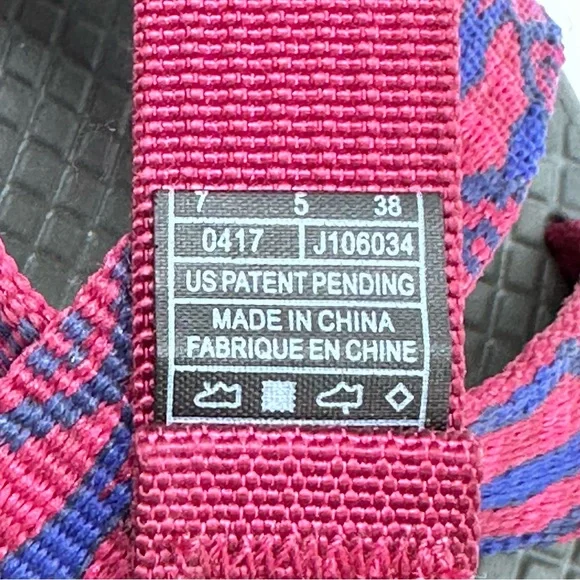 7 5 38
0417 J106034
US PATENT PENDING
MADE IN CHINA
FABRIQUE EN CHINE